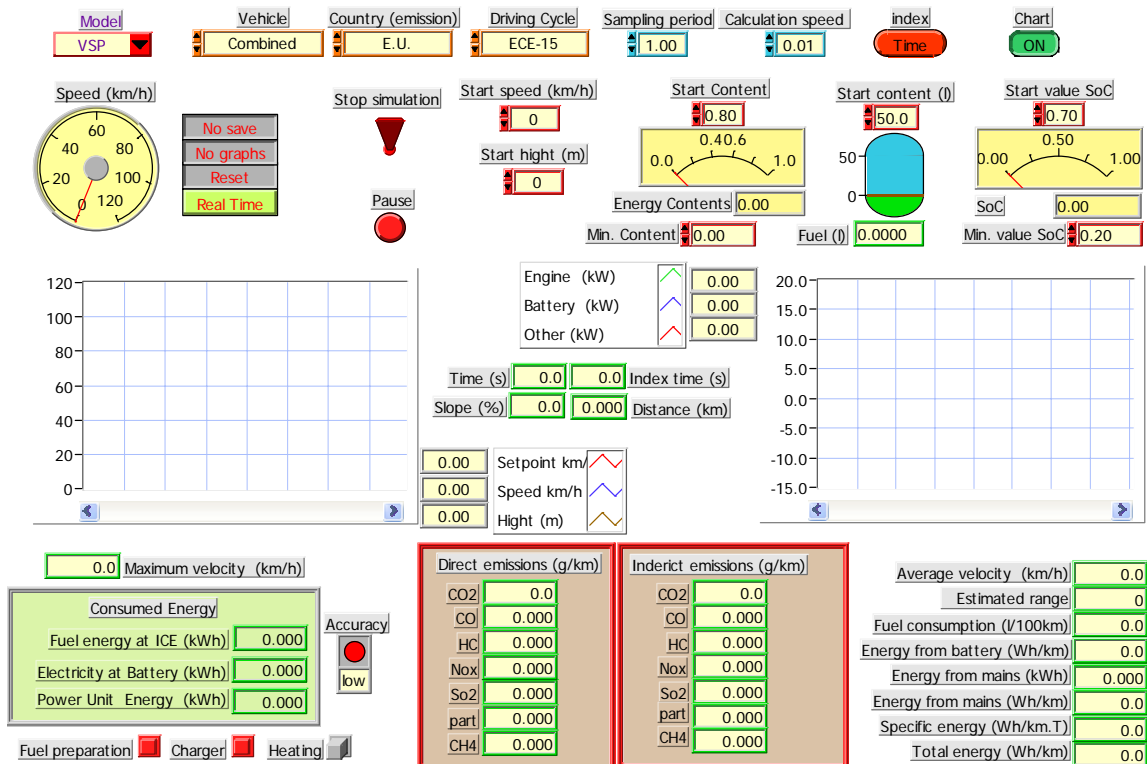 Model Vehicle Country (emission) Driving Cycle Sampling period Calculation speed index Chart
VSP Combined E.U. ECE-15 1.00 0.01 Time ON
Speed (km/h)
0 20 40 60 80 100 120
No save
No graphs
Reset
Real Time
Stop simulation
Pause
Start speed (km/h)
0
Start hight (m)
0
Start Content
0.80
0.0 0.40.6 1.0
Energy Contents 0.00
Min. Content 0.00
Start content (l)
50.0
50
0
Fuel (l) 0.0000
Start value SoC
0.70
0.00 0.50 1.00
SoC 0.00
Min. value SoC 0.20
120
100
80
60
40
20
0
Engine (kW) 0.00
Battery (kW) 0.00
Other (kW) 0.00
Time (s) 0.0 0.0 Index time (s)
Slope (%) 0.0 0.000 Distance (km)
0.00 Setpoint km/
0.00 Speed km/h
0.00 Hight (m)
20.0
15.0
10.0
5.0
0.0
-5.0
-10.0
-15.0
0.0 Maximum velocity (km/h)
Consumed Energy
Fuel energy at ICE (kWh) 0.000
Electricity at Battery (kWh) 0.000
Power Unit Energy (kWh) 0.000
Accuracy
low
Fuel preparation Charger Heating
Direct emissions (g/km)
CO2 0.0
CO 0.000
HC 0.000
Nox 0.000
So2 0.000
part 0.000
CH4 0.000
Inderict emissions (g/km)
CO2 0.0
CO 0.000
HC 0.000
Nox 0.000
So2 0.000
part 0.000
CH4 0.000
Average velocity (km/h) 0.0
Estimated range 0
Fuel consumption (l/100km) 0.0
Energy from battery (Wh/km) 0.0
Energy from mains (kWh) 0.000
Energy from mains (Wh/km) 0.0
Specific energy (Wh/km.T) 0.0
Total energy (Wh/km) 0.0